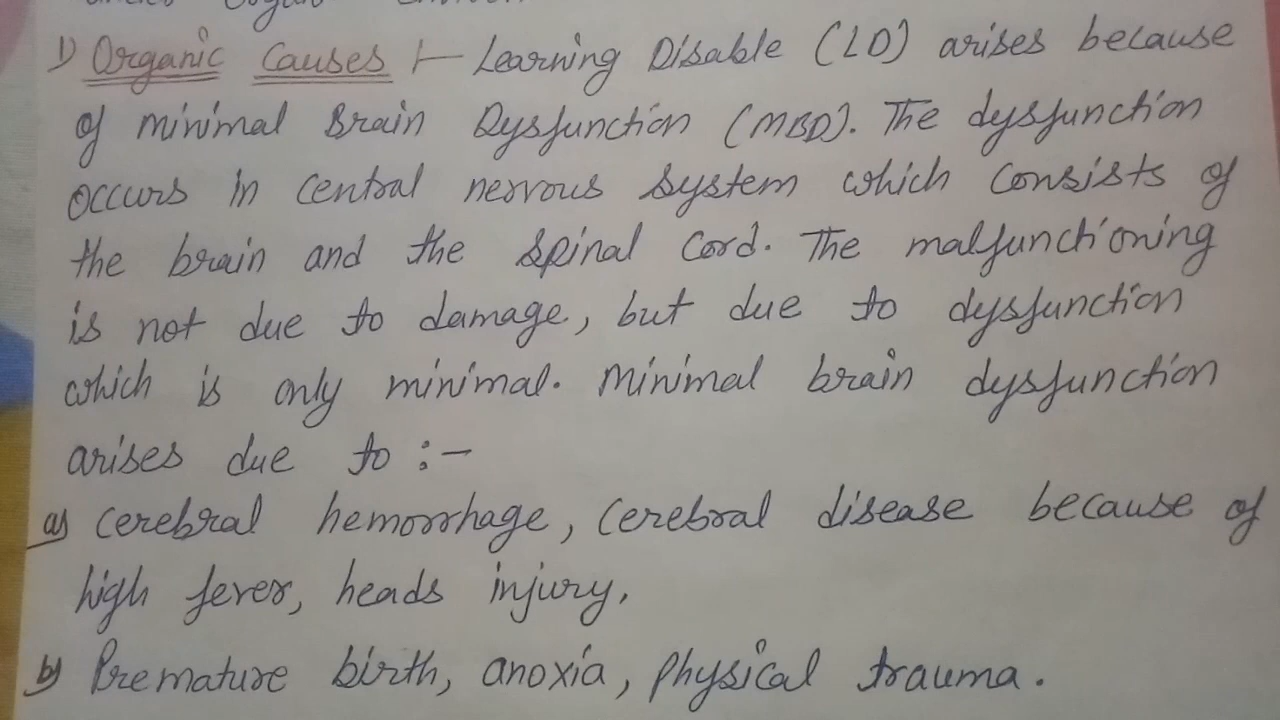 1) Organic Causes :- Learning Disable (LD) arises because
of minimal Brain Dysfunction (MBD). The dysfunction
occurs in central nervous system which consists of
the brain and the spinal cord. The malfunctioning
is not due to damage, but due to dysfunction
which is only minimal. Minimal brain dysfunction
arises due to :-
a) Cerebral hemorrhage, Cerebral disease because of
high fever, heads injury.
b) Premature birth, anoxia, physical trauma.